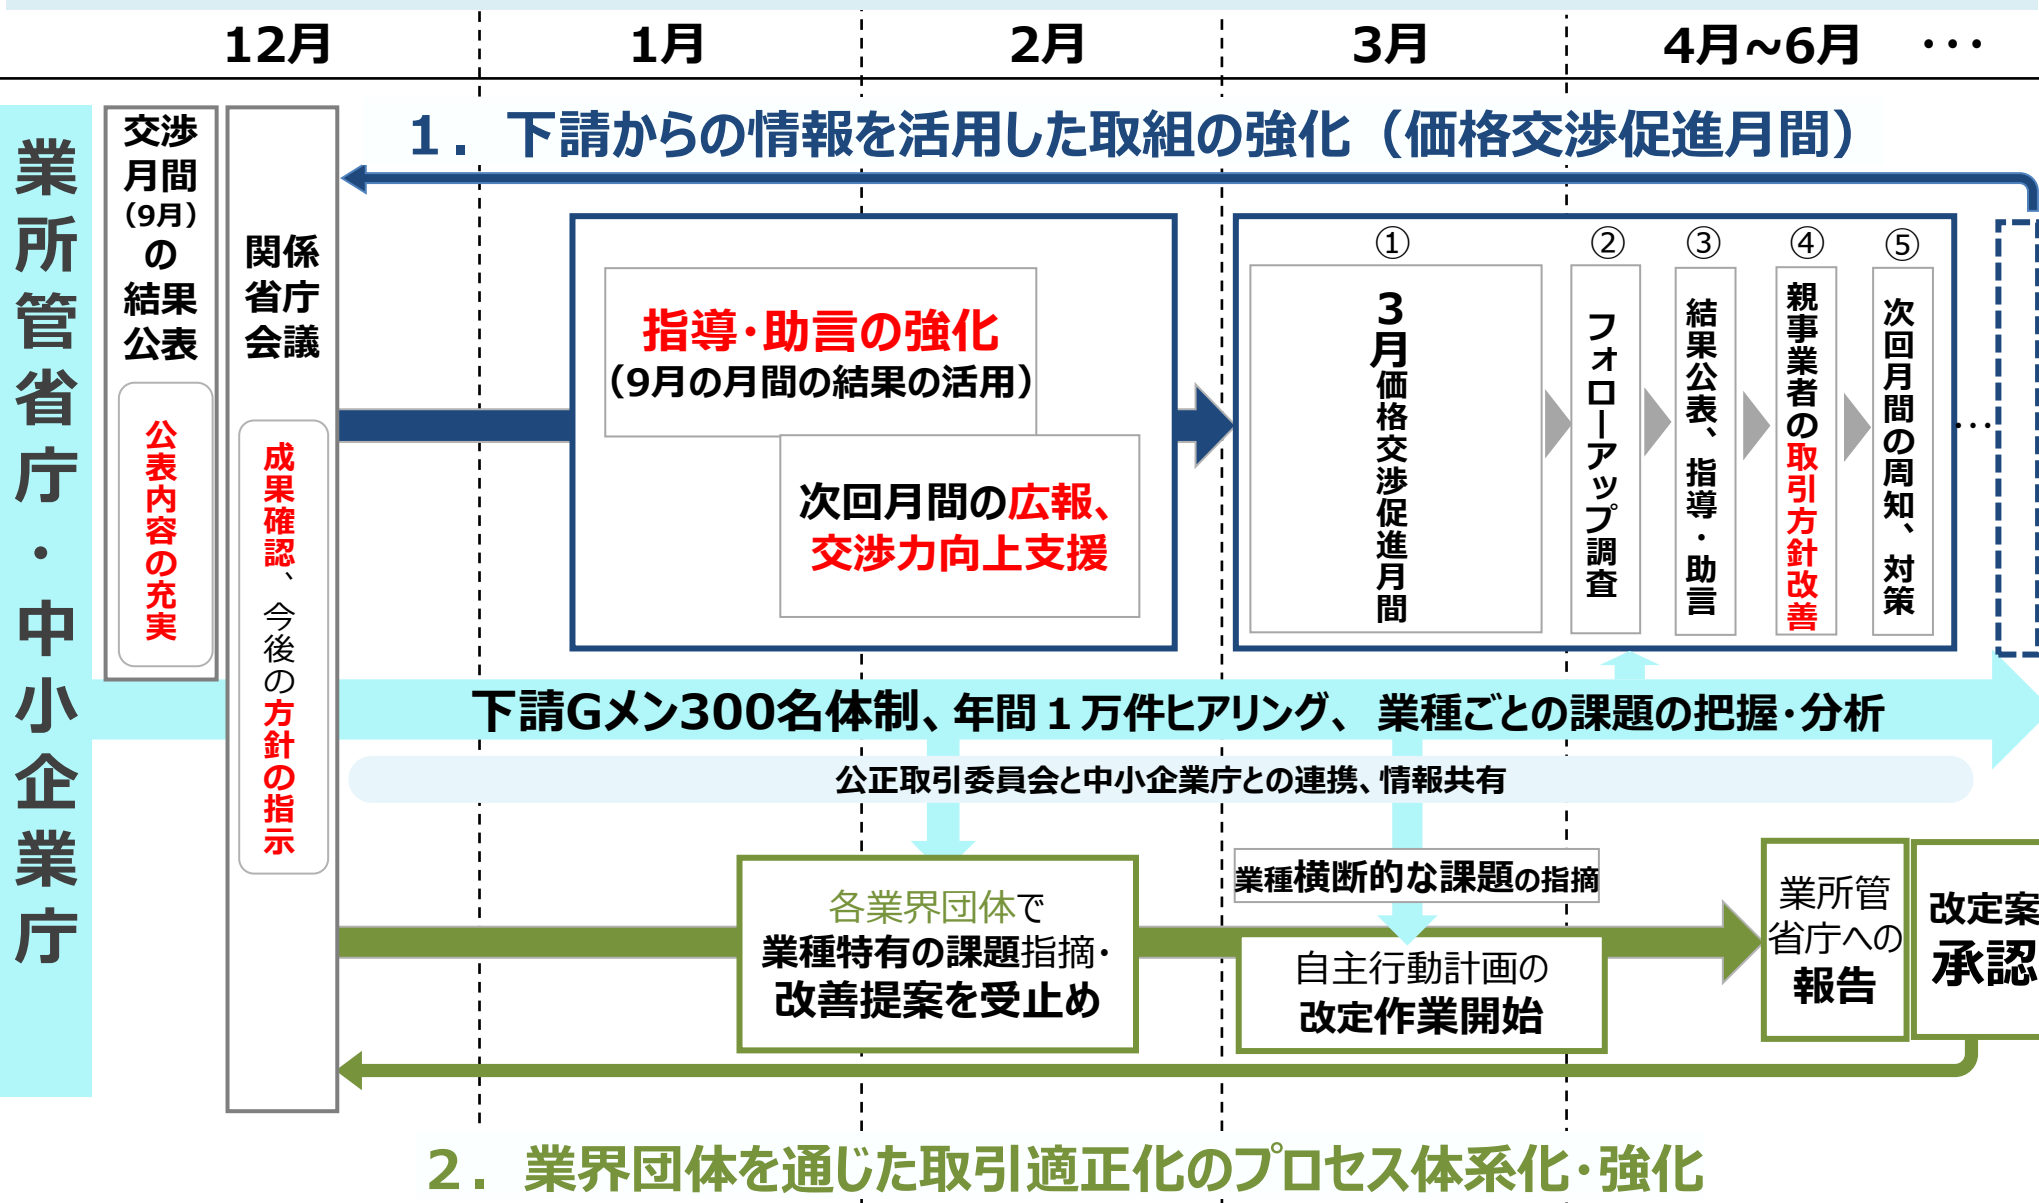 12月
1月
2月
3月
4月~6月 ・・・
業所管省庁・中小企業庁
交渉
月間
(9月)
の
結果
公表
公表内容の充実
関係
省庁
会議
成果確認、今後の方針の指示
1. 下請からの情報を活用した取組の強化（価格交渉促進月間）
指導・助言の強化
(9月の月間の結果の活用)
次回月間の広報、
交渉力向上支援
①
3月価格交渉促進月間
②
フォローアップ調査
③
結果公表、指導・助言
④
親事業者の取引方針改善
⑤
次回月間の周知、対策
・・・
下請Gメン300名体制、年間１万件ヒアリング、業種ごとの課題の把握・分析
公正取引委員会と中小企業庁との連携、情報共有
各業界団体で
業種特有の課題指摘・
改善提案を受止め
業種横断的な課題の指摘
自主行動計画の
改定作業開始
業所管
省庁への
報告
改定案
承認
2. 業界団体を通じた取引適正化のプロセス体系化・強化